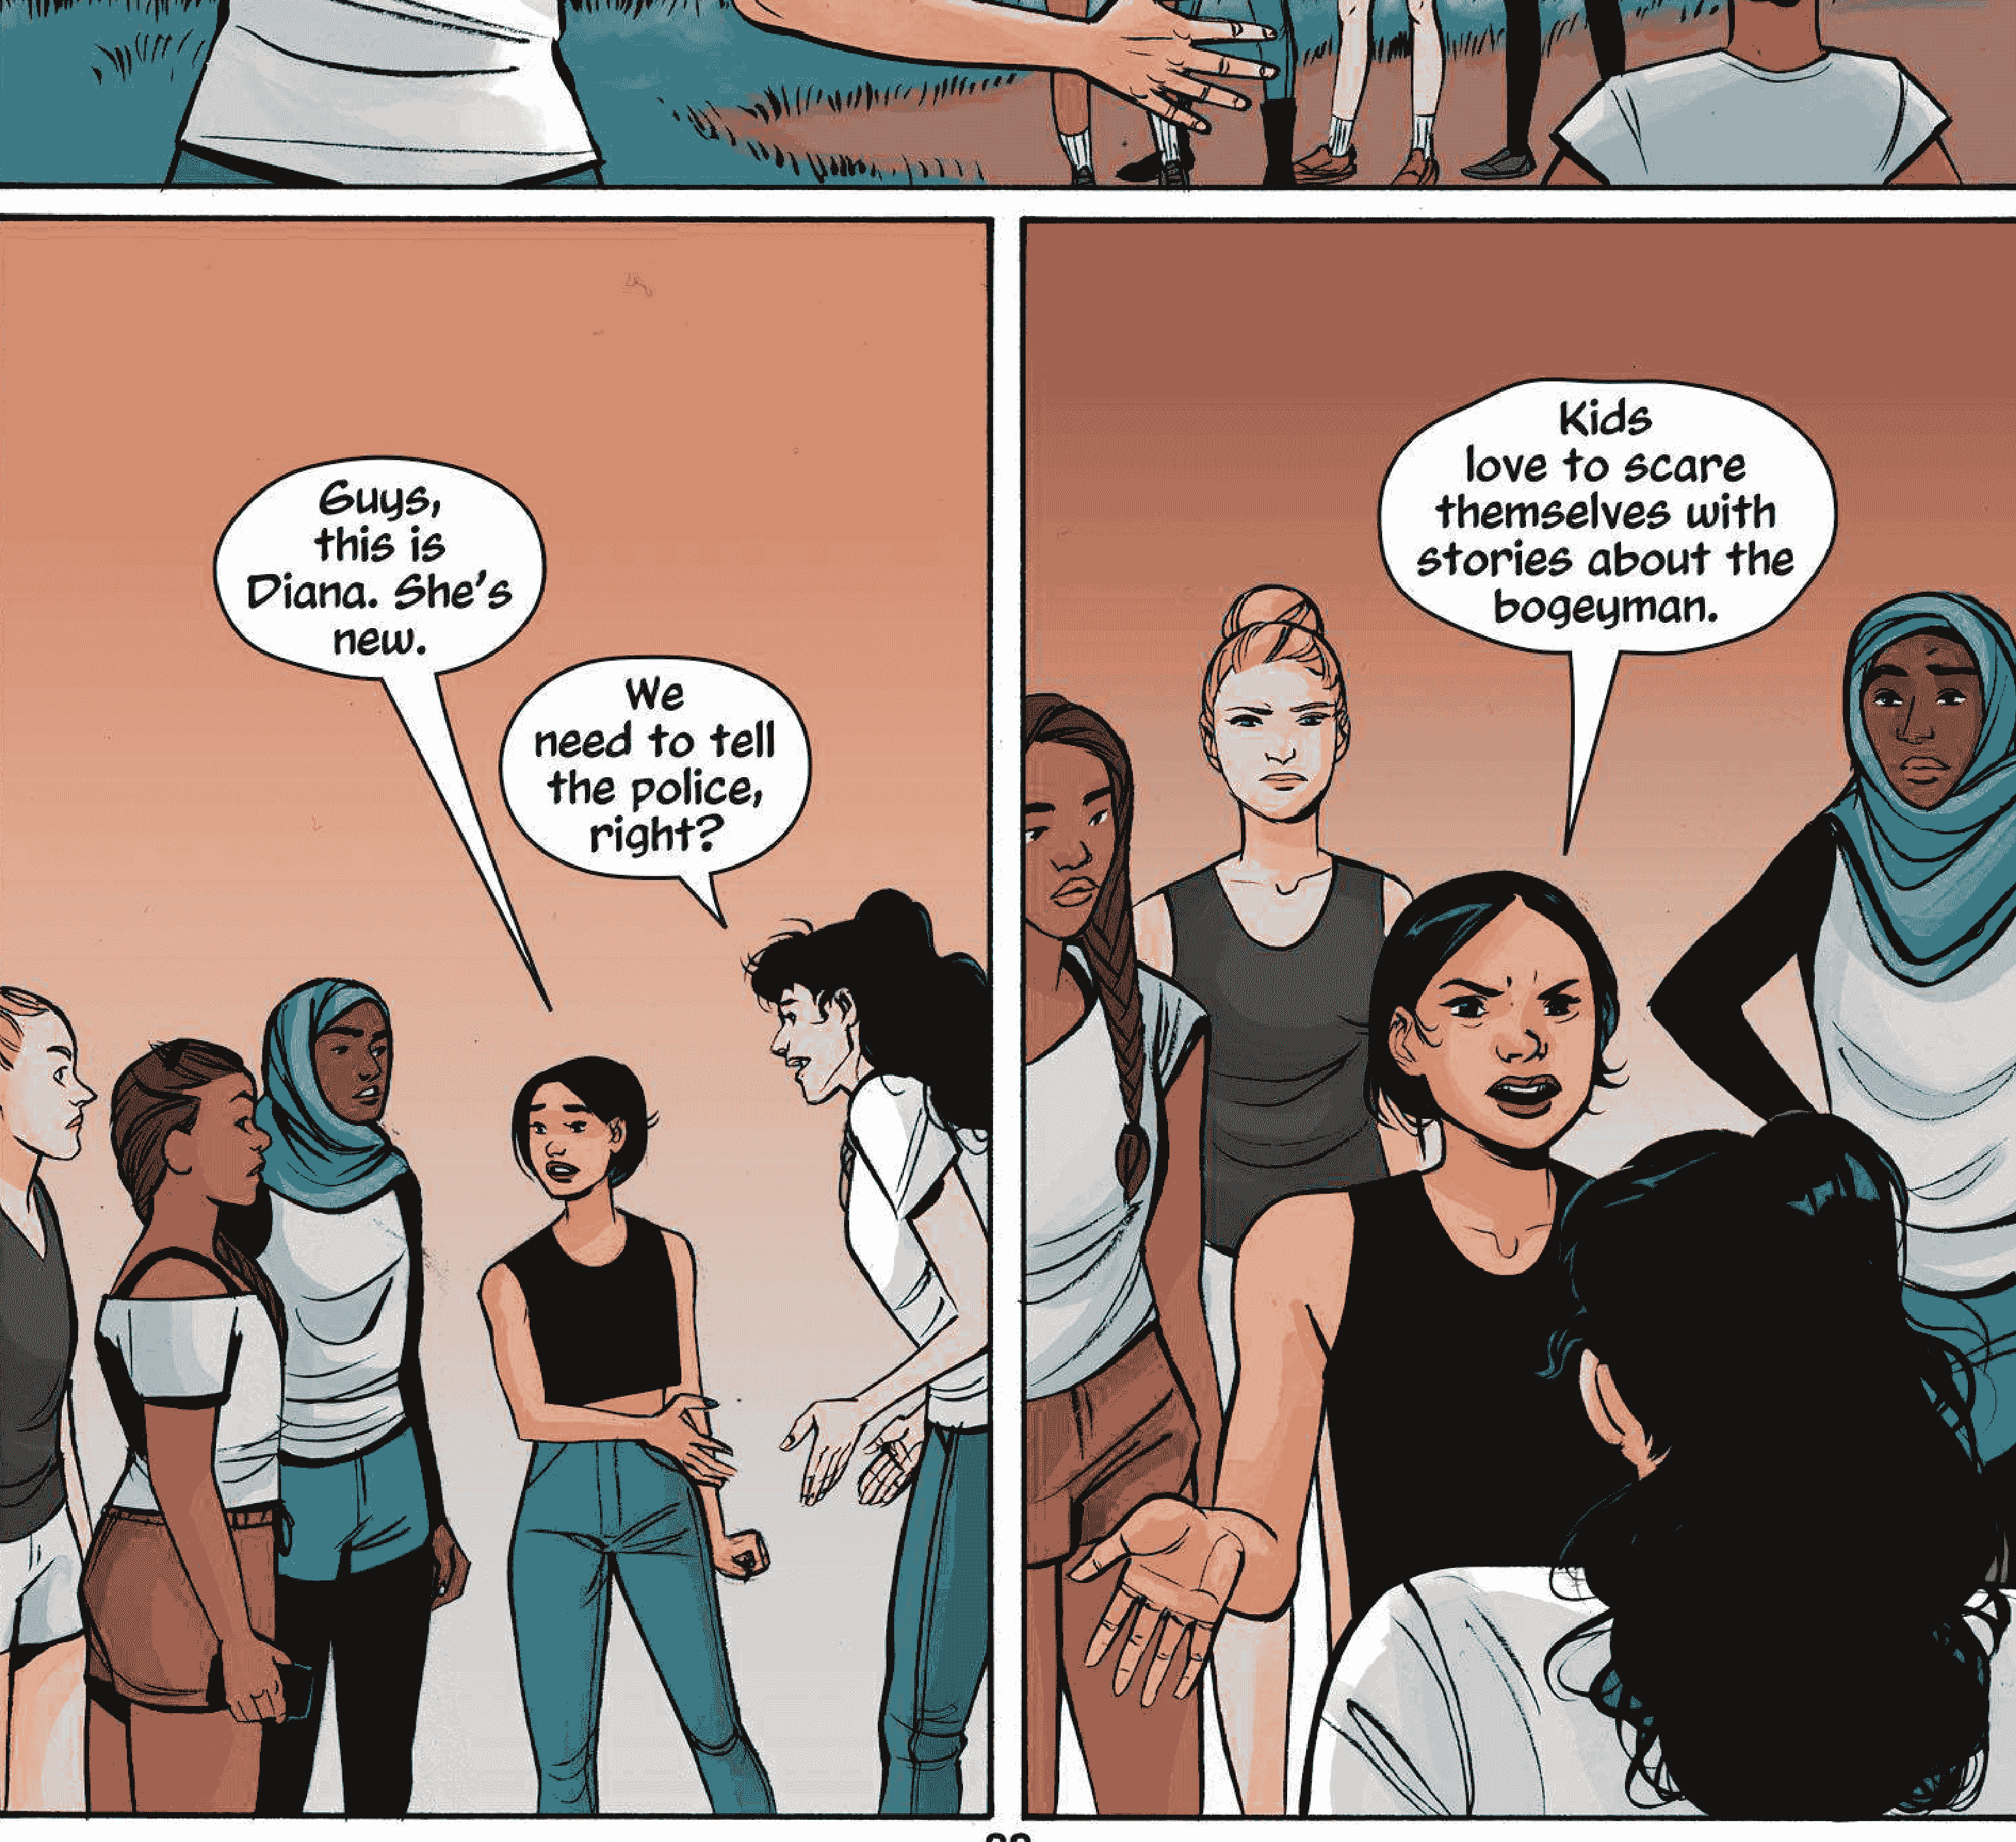 Guys,
this is
Diana. She's
new.
We
need to tell
the police,
right?
Kids
love to scare
themselves with
stories about the
bogeyman.